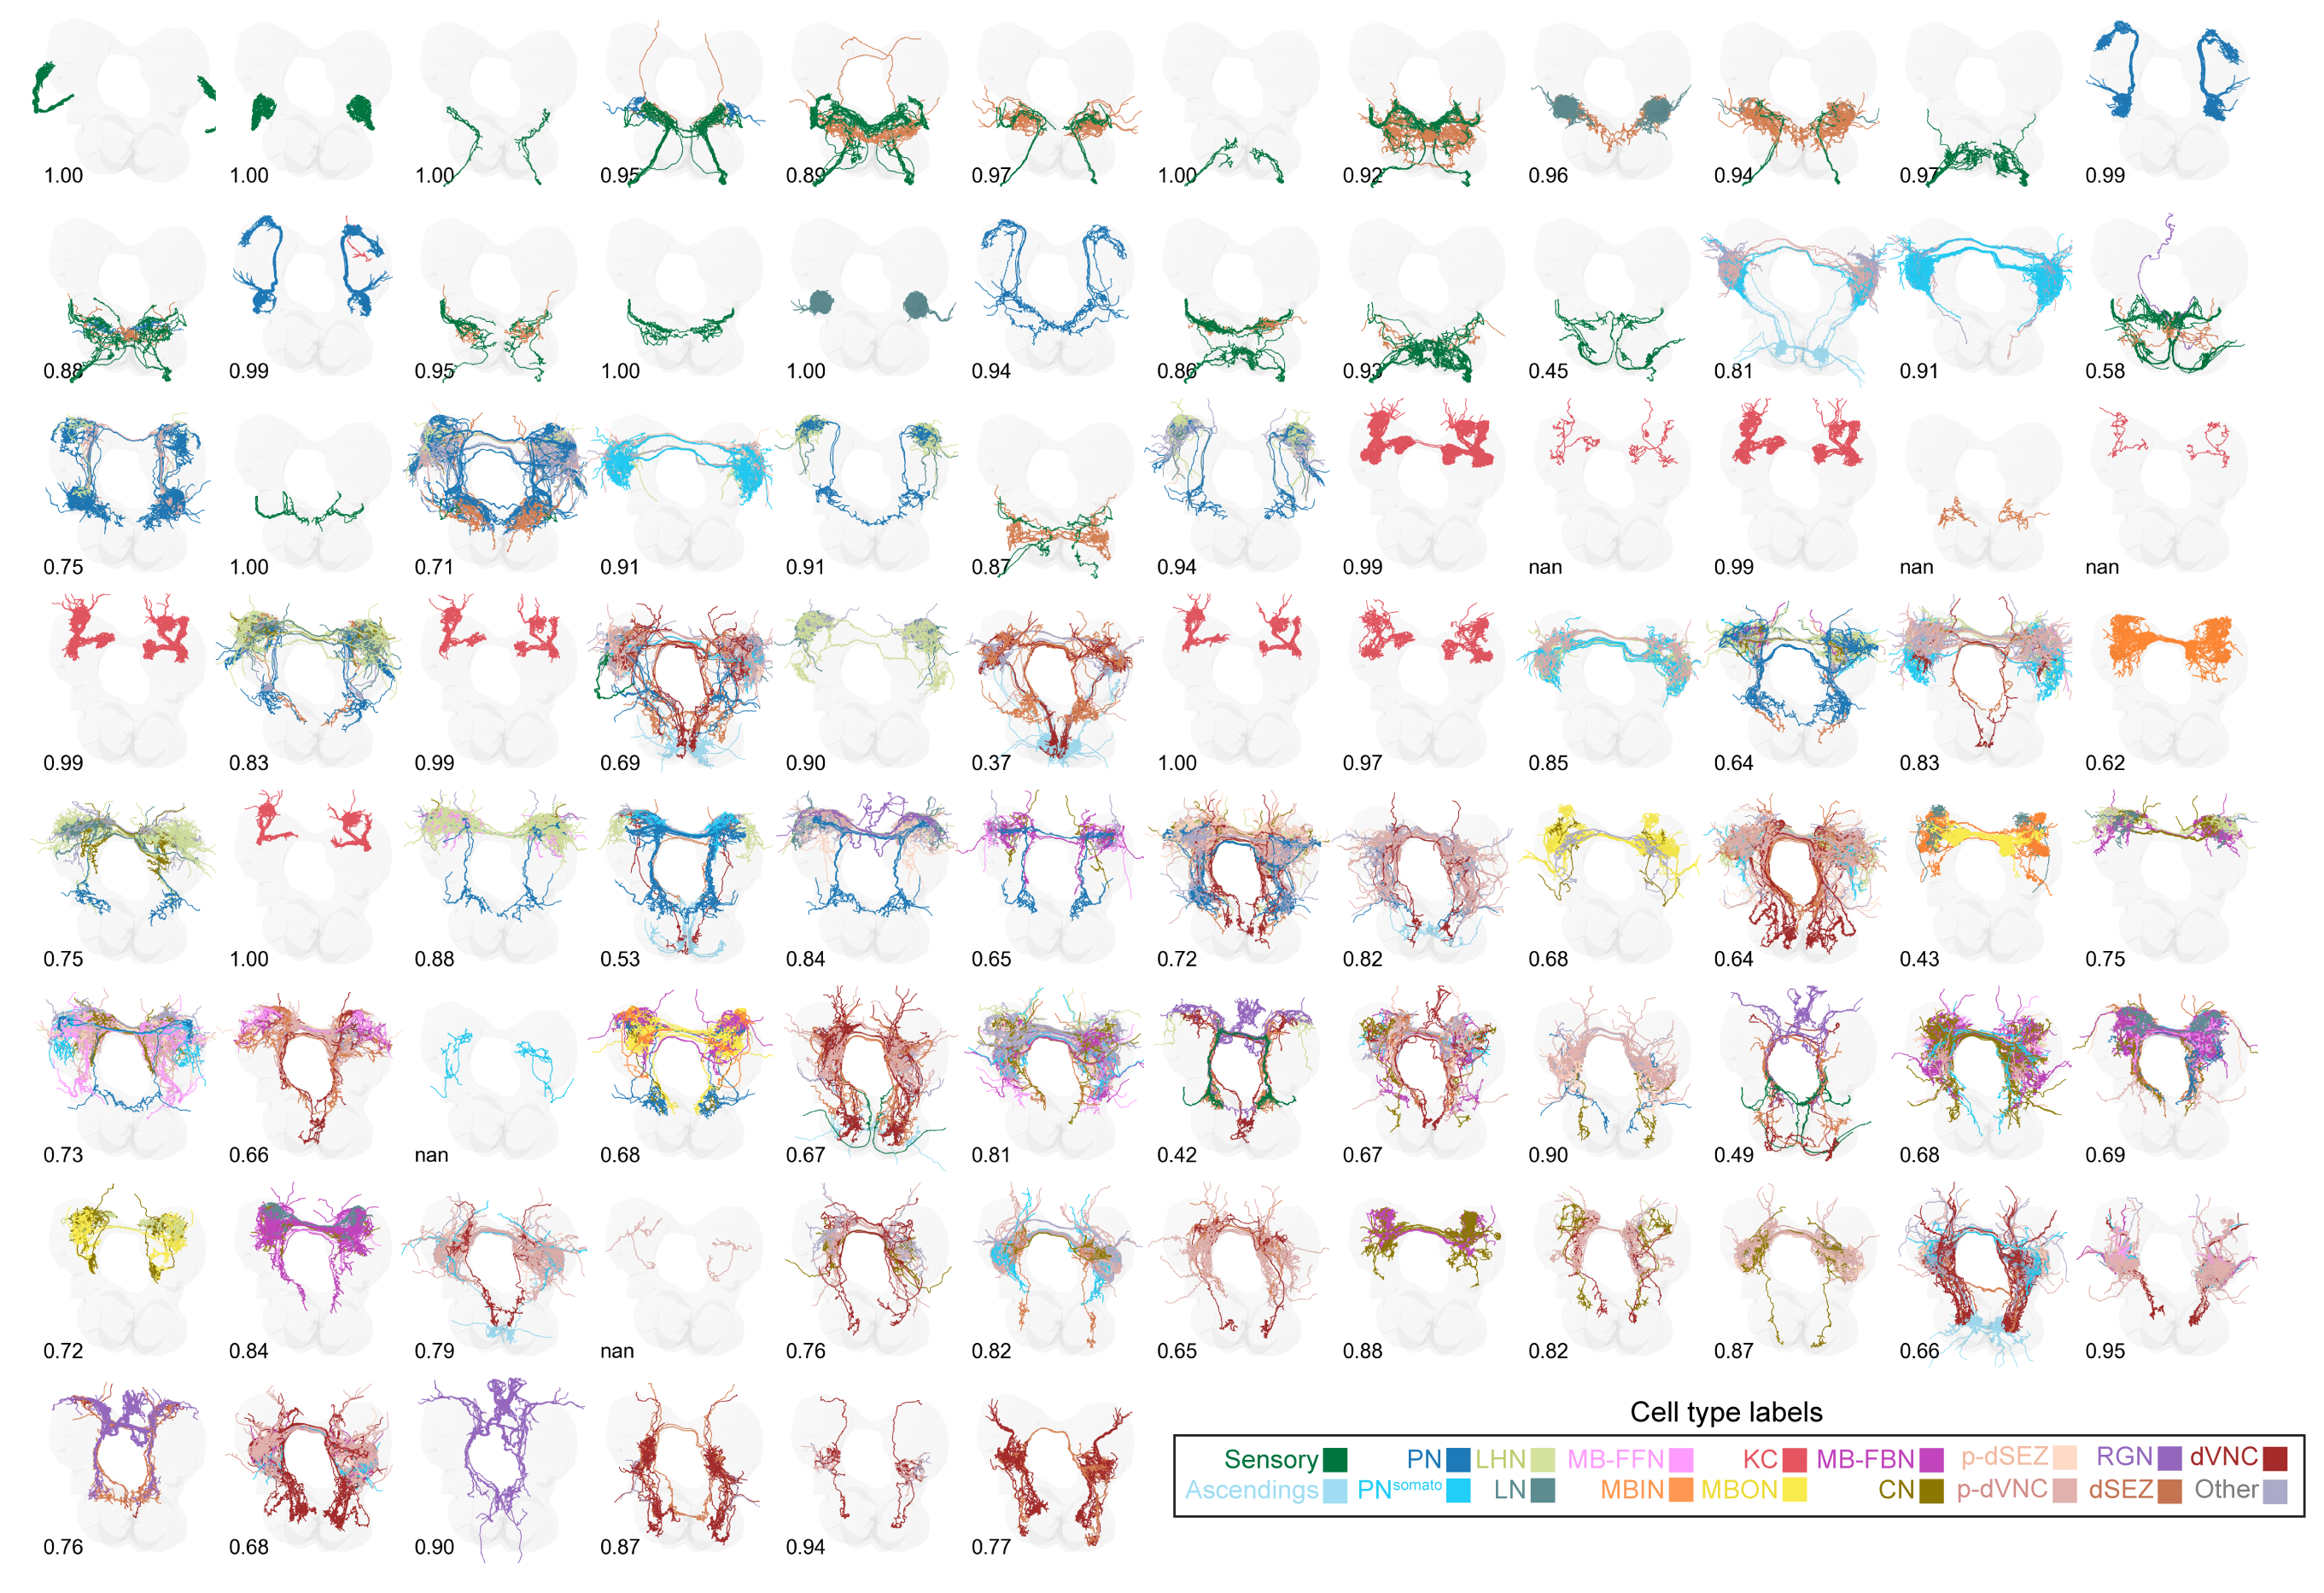 1.00 1.00 1.00 0.95 0.89 0.97 1.00 0.92 0.96 0.94 0.97 0.99
0.88 0.99 0.95 1.00 1.00 0.94 0.86 0.93 0.45 0.81 0.91 0.58
0.75 1.00 0.71 0.91 0.91 0.87 0.94 0.99 nan 0.99 nan nan
0.99 0.83 0.99 0.69 0.90 0.37 1.00 0.97 0.85 0.64 0.83 0.62
0.75 1.00 0.88 0.53 0.84 0.65 0.72 0.82 0.68 0.64 0.43 0.75
0.73 0.66 nan 0.68 0.67 0.81 0.42 0.67 0.90 0.49 0.68 0.69
0.72 0.84 0.79 nan 0.76 0.82 0.65 0.88 0.82 0.87 0.66 0.95
0.76 0.68 0.90 0.87 0.94 0.77
Cell type labels
Sensory PN LHN MB-FFN KC MB-FBN p-dSEZ RGN dVNC
Ascendings PNsomato LN MBIN MBON CN p-dVNC dSEZ Other